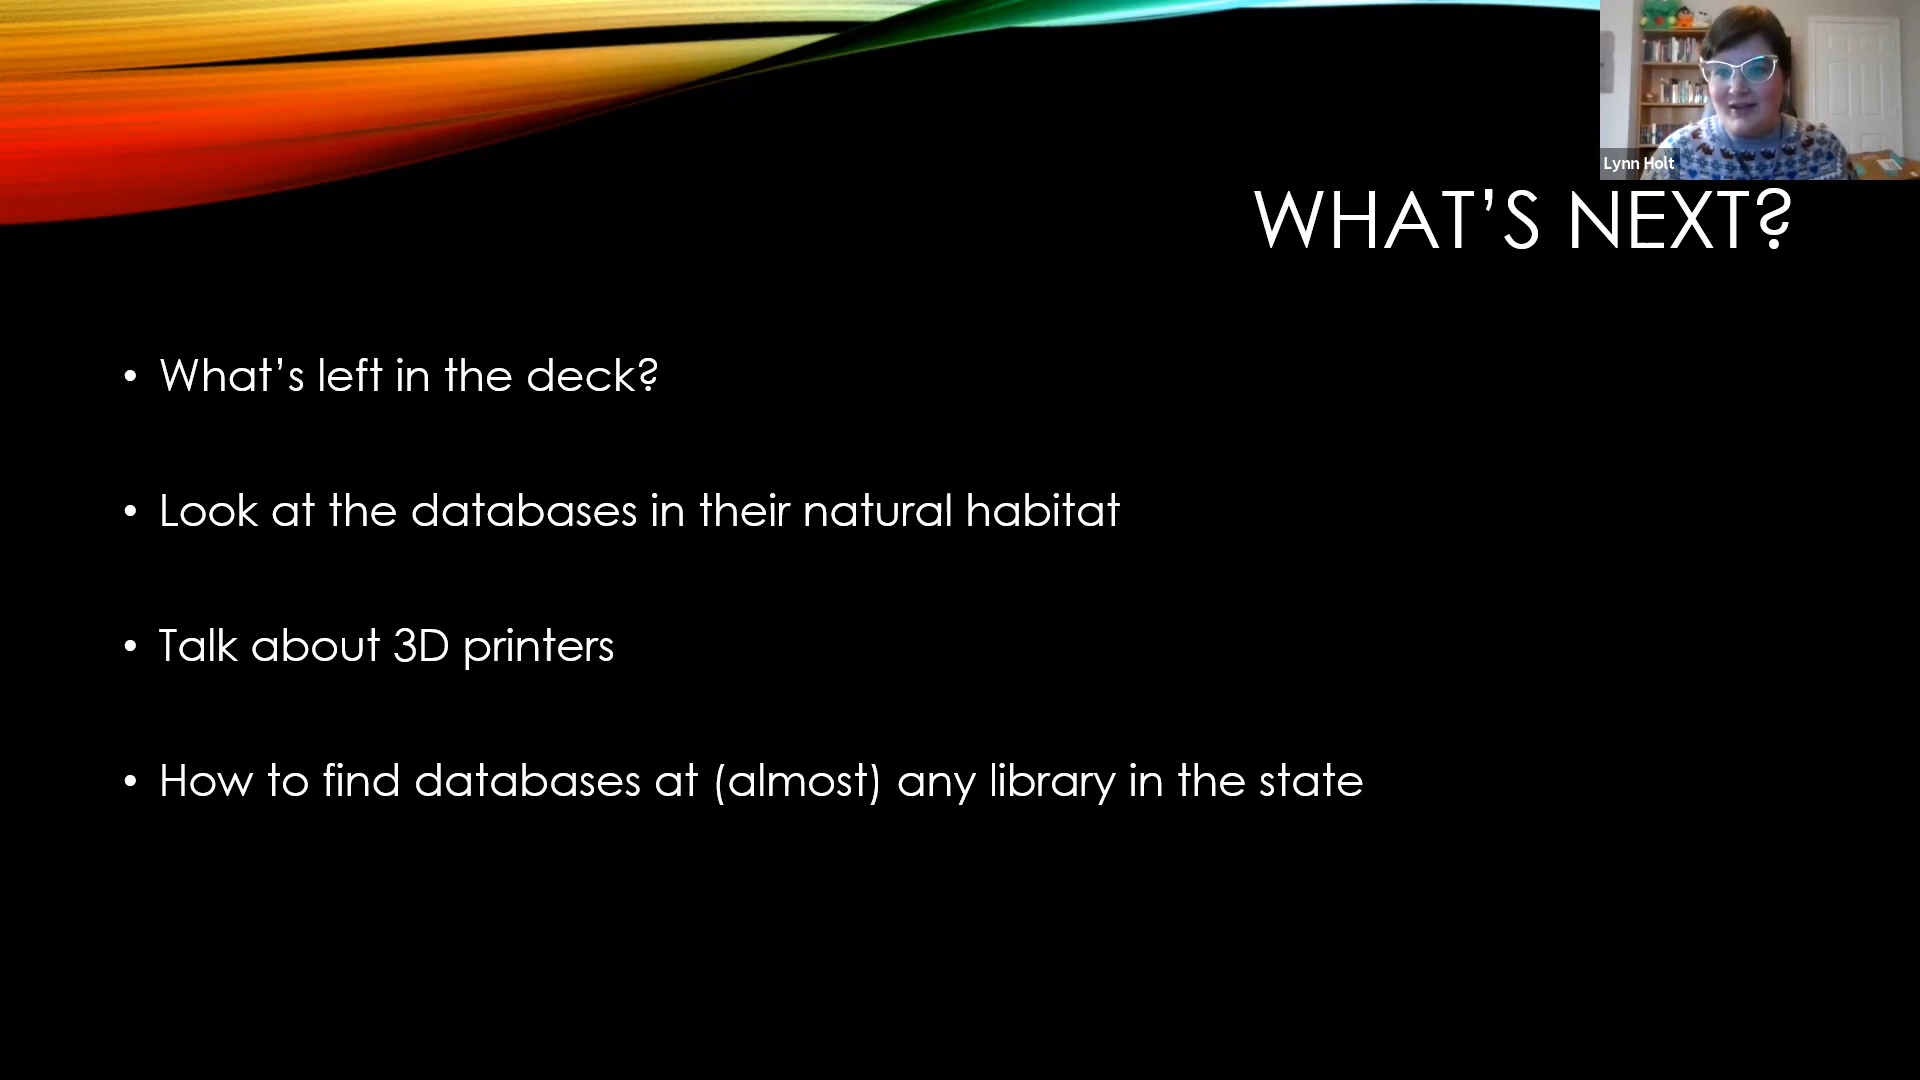 Lynn Holt
WHAT’S NEXT?
• What’s left in the deck?
• Look at the databases in their natural habitat
• Talk about 3D printers
• How to find databases at (almost) any library in the state